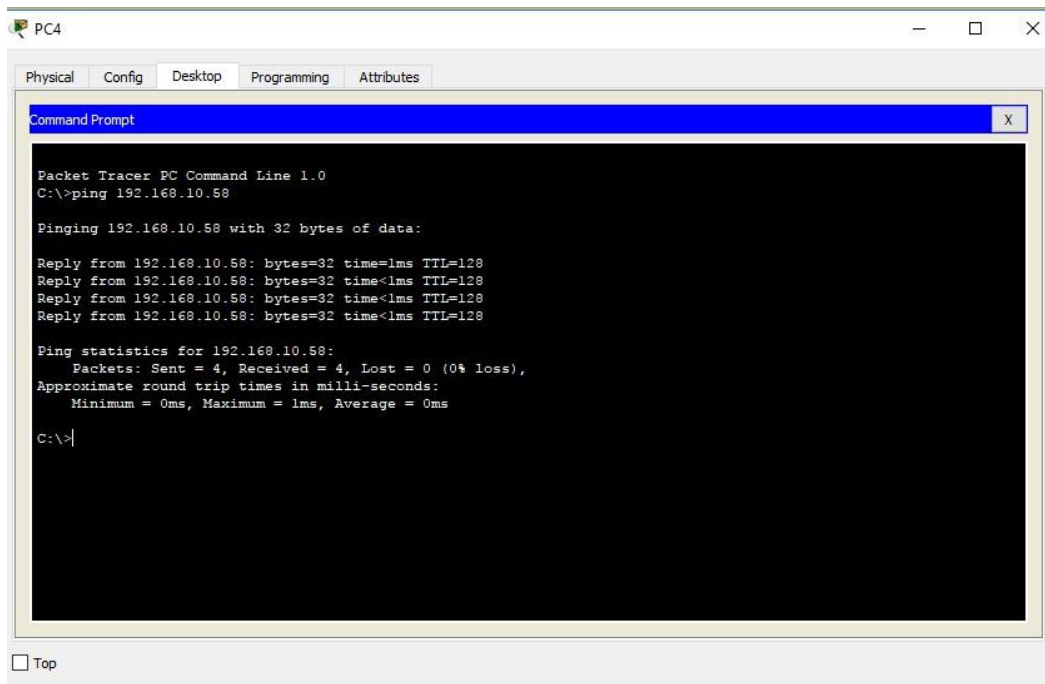 PC4
Physical Config Desktop Programming Attributes
Command Prompt X
Packet Tracer PC Command Line 1.0
C:\>ping 192.168.10.58
Pinging 192.168.10.58 with 32 bytes of data:
Reply from 192.168.10.58: bytes=32 time=1ms TTL=128
Reply from 192.168.10.58: bytes=32 time<1ms TTL=128
Reply from 192.168.10.58: bytes=32 time<1ms TTL=128
Reply from 192.168.10.58: bytes=32 time<1ms TTL=128
Ping statistics for 192.168.10.58:
Packets: Sent = 4, Received = 4, Lost = 0 (0% loss),
Approximate round trip times in milli-seconds:
Minimum = 0ms, Maximum = 1ms, Average = 0ms
C:\>
Top